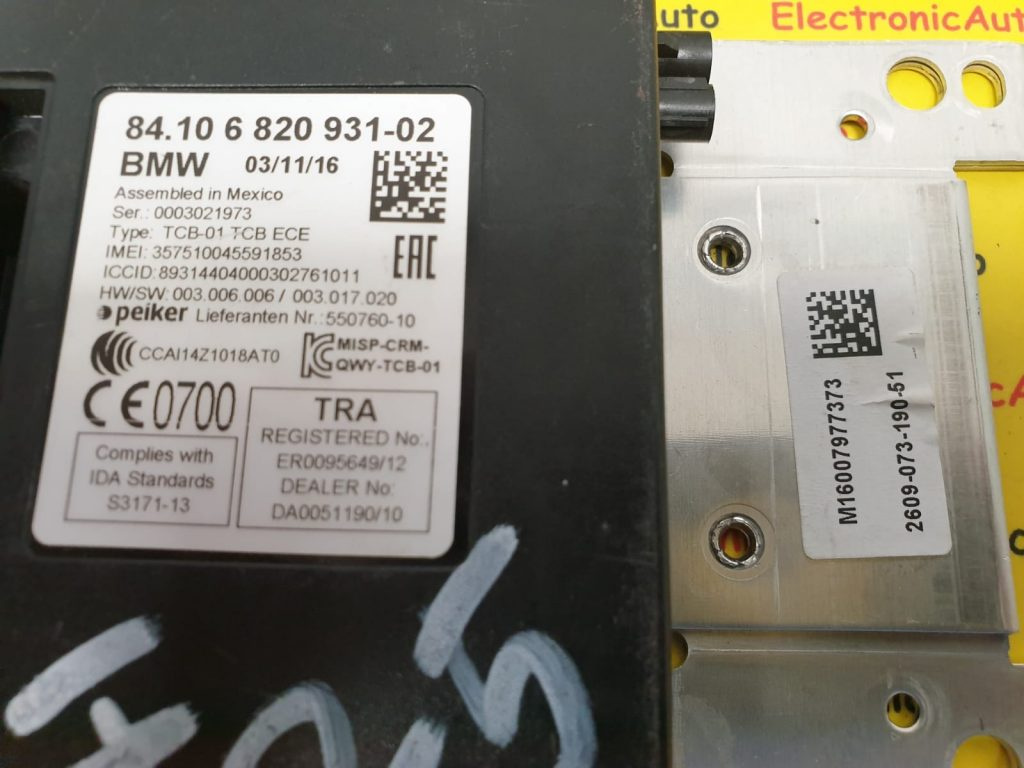 84.10 6 820 931-02
BMW 03/11/16
Assembled in Mexico
Ser.: 0003021973
Type: TCB-01 TCB ECE
IMEI: 357510045591853
ICCID: 89314404000302761011
HW/SW: 003.006.006 / 003.017.020
peiker Lieferanten Nr.: 550760-10
CCAI14Z1018AT0
MISP-CRM-
QWY-TCB-01
CE0700
Complies with
IDA Standards
S3171-13
TRA
REGISTERED No:.
ER0095649/12
DEALER No:
DA0051190/10
EAC
M16007977373
2609-073-190-51
uto
ElectronicAuto